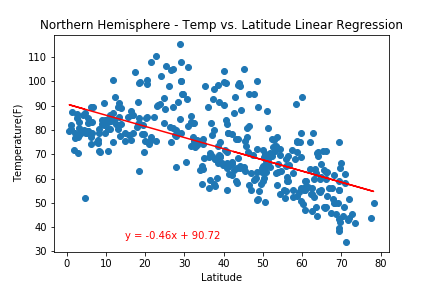 Northern Hemisphere - Temp vs. Latitude Linear Regression
110
100
90
80
70
60
50
40
30
Temperature(F)
y = -0.46x + 90.72
0 10 20 30 40 50 60 70 80
Latitude